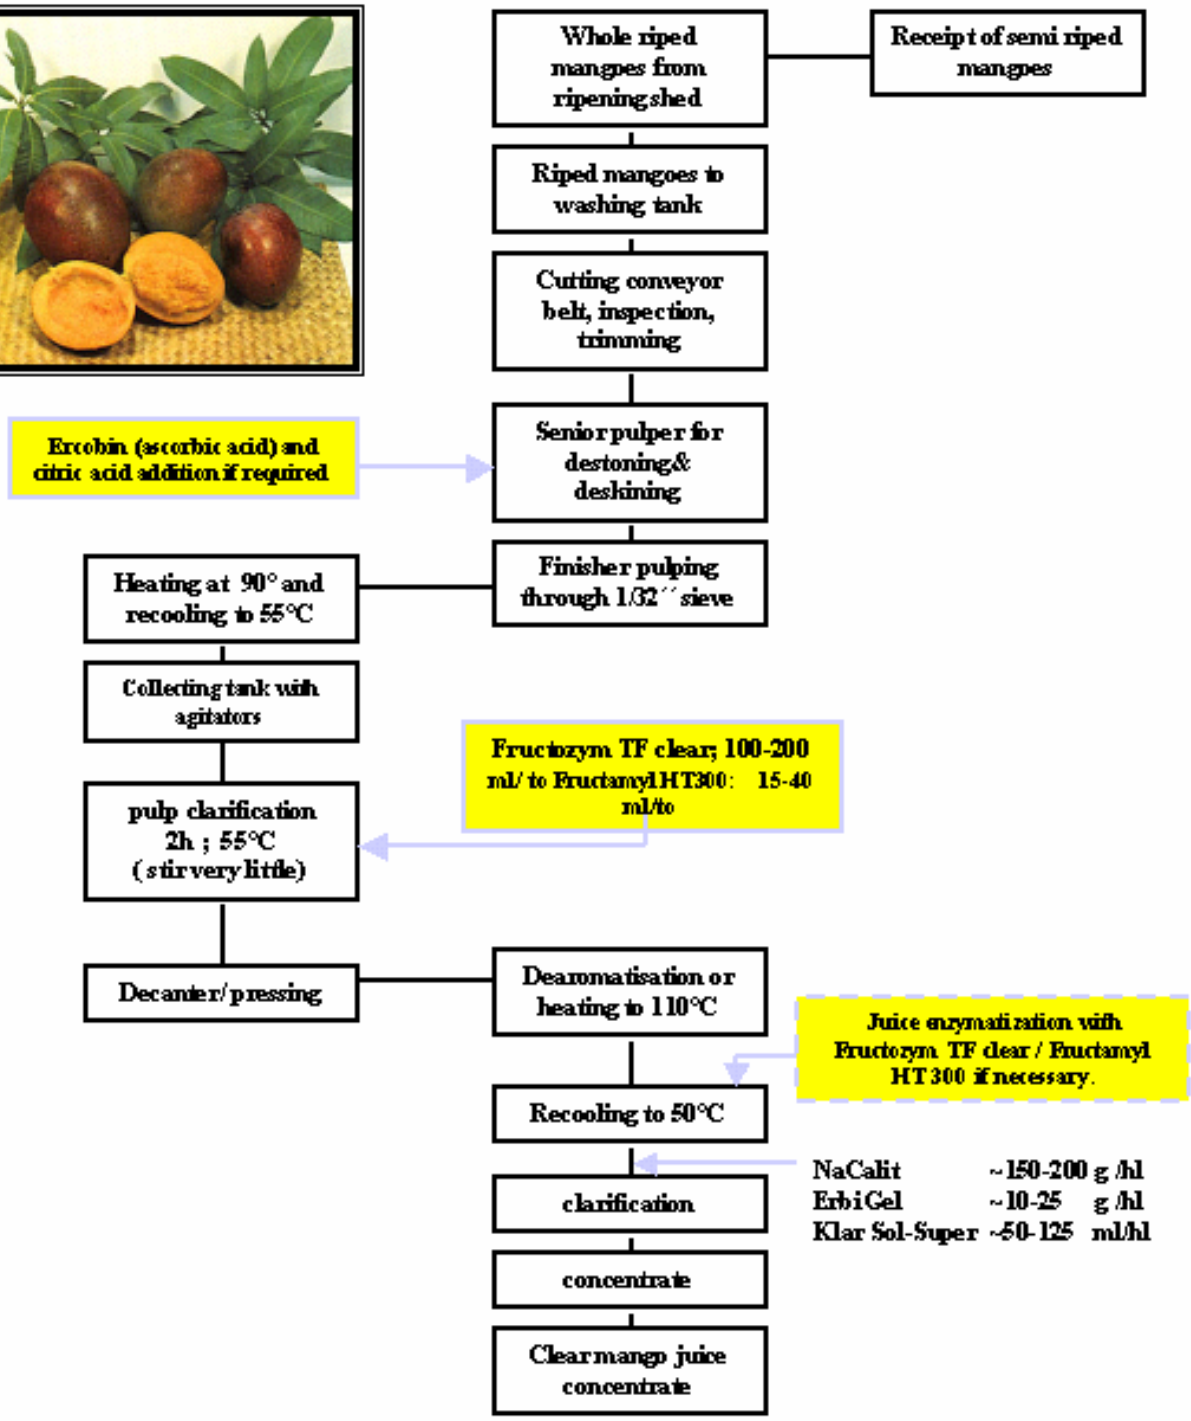 Whole riped
mangoes from
ripening shed
Receipt of semi riped
mangoes
Riped mangoes to
washing tank
Cutting conveyor
belt, inspection,
trimming
Ercobin (ascorbic acid) and
citric acid addition if required
Senior pulper for
destoning&
deskining
Finisher pulping
through 1/32´´ sieve
Heating at 90° and
recooling to 55°C
Collecting tank with
agitators
Fructozym TF clear; 100-200
ml/ to Fructamyl HT300: 15-40
ml/to
pulp clarification
2h ; 55°C
( stir very little)
Decanter/ pressing
Dearomatisation or
heating to 110°C
Juice enzymatization with
Fructozym TF clear / Fructamyl
HT 300 if necessary.
Recooling to 50°C
NaCalit ~150-200 g /hl
ErbiGel ~10-25 g /hl
Klar Sol-Super ~50-125 ml/hl
clarification
concentrate
Clear mango juice
concentrate